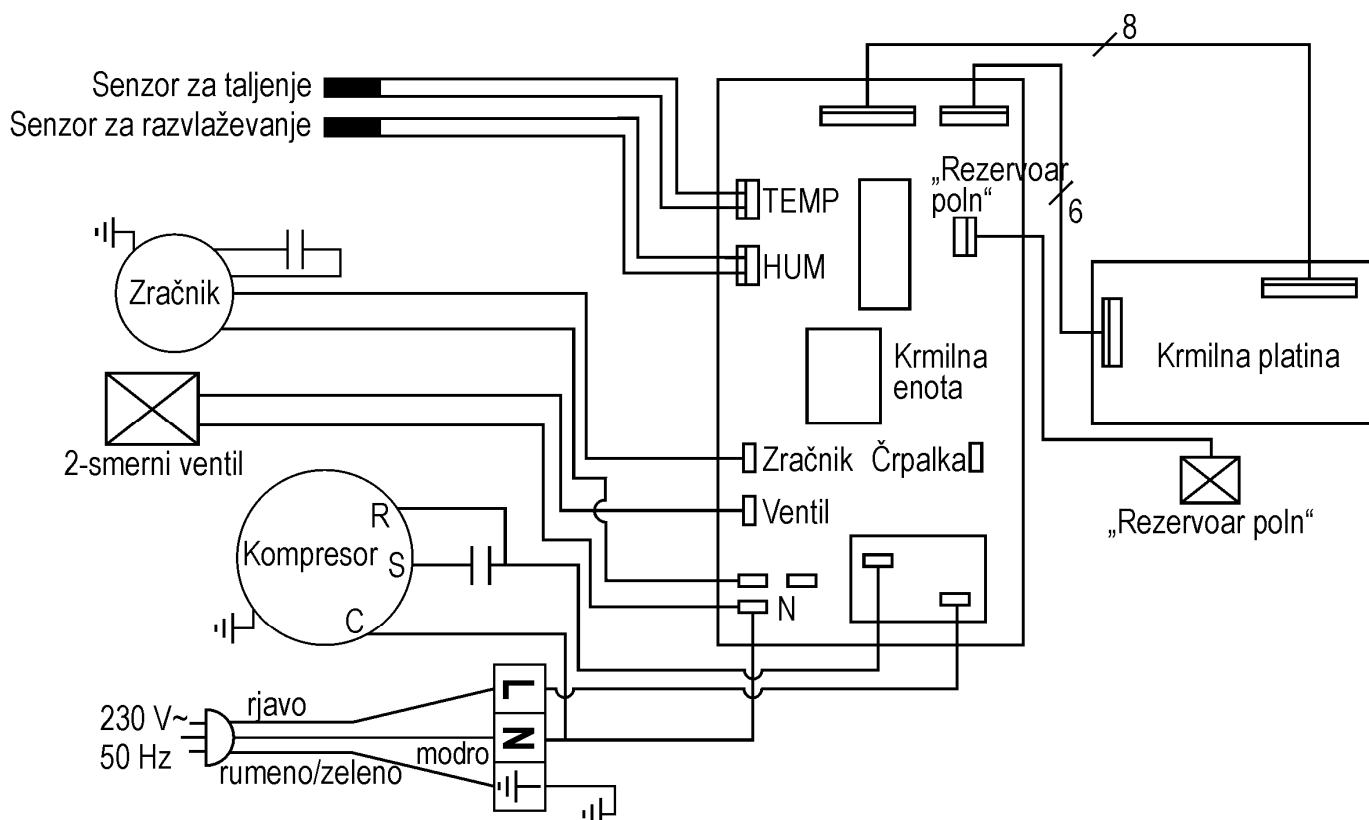 8
Senzor za taljenje
Senzor za razvlaževanje
„Rezervoar
poln“
6
TEMP
HUM
Zračnik
Krmilna
enota
Krmilna platina
2-smerni ventil
Zračnik
Črpalka
Ventil
„Rezervoar poln“
R
Kompresor
S
C
N
L
rjavo
230 V~
50 Hz
N
modro
rumeno/zeleno